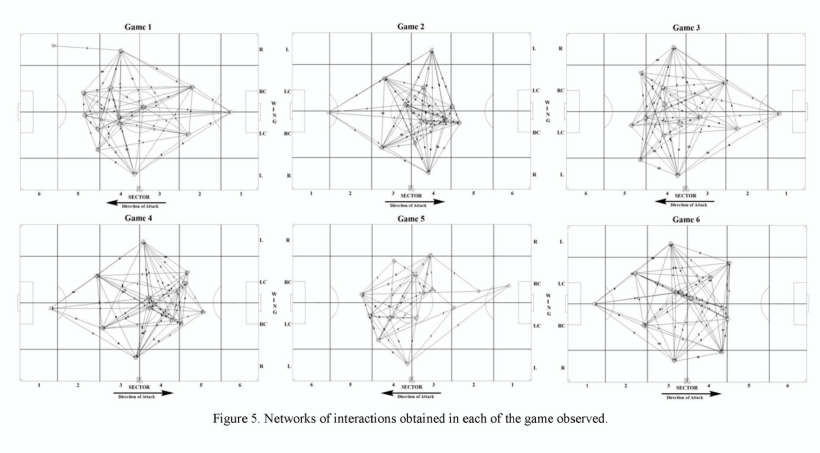 Game 1
Game 2
Game 3
R
RC
LC
L
WING
L
LC
RC
R
L
LC
RC
R
WING
R
RC
LC
L
6 5 4 3 2 1
1 2 3 4 5 6
6 5 4 3 2 1
SECTOR
Direction of Attack
SECTOR
Direction of Attack
SECTOR
Direction of Attack
Game 4
Game 5
Game 6
L
LC
RC
R
WING
R
RC
LC
L
R
RC
LC
L
WING
L
LC
RC
R
1 2 3 4 5 6
6 5 4 3 2 1
1 2 3 4 5 6
SECTOR
Direction of Attack
SECTOR
Direction of Attack
SECTOR
Direction of Attack
Figure 5. Networks of interactions obtained in each of the game observed.